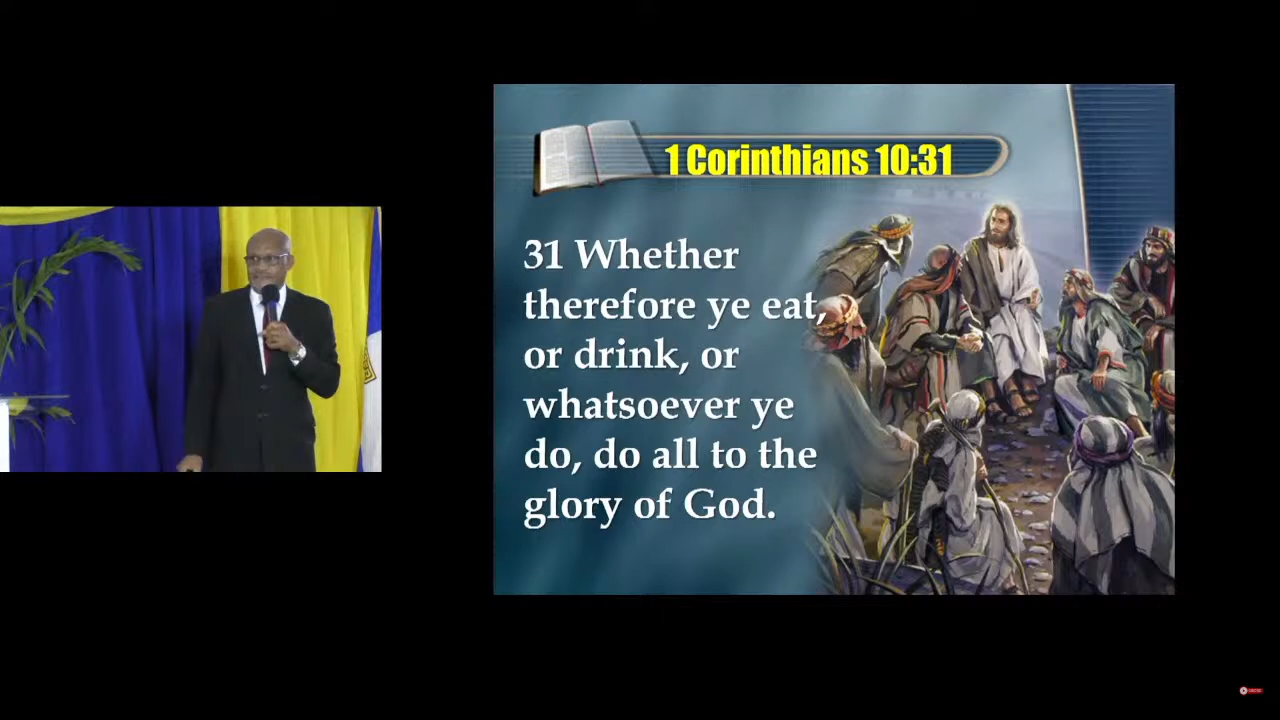 1 Corinthians 10:31
31 Whether
therefore ye eat,
or drink, or
whatsoever ye
do, do all to the
glory of God.